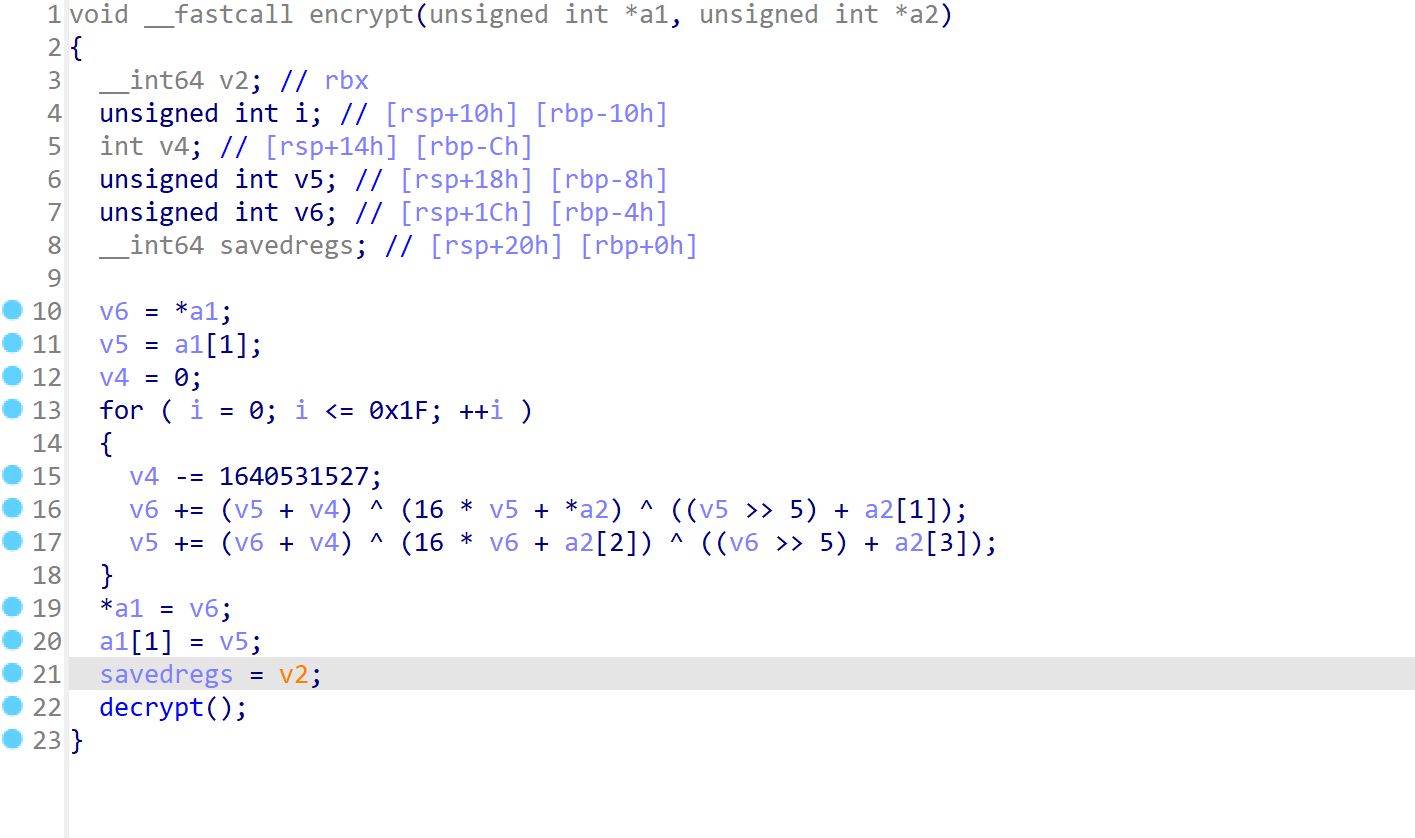 1 void __fastcall encrypt(unsigned int *a1, unsigned int *a2)
2 {
3   __int64 v2; // rbx
4   unsigned int i; // [rsp+10h] [rbp-10h]
5   int v4; // [rsp+14h] [rbp-Ch]
6   unsigned int v5; // [rsp+18h] [rbp-8h]
7   unsigned int v6; // [rsp+1Ch] [rbp-4h]
8   __int64 savedregs; // [rsp+20h] [rbp+0h]
9
10   v6 = *a1;
11   v5 = a1[1];
12   v4 = 0;
13   for ( i = 0; i <= 0x1F; ++i )
14   {
15     v4 -= 1640531527;
16     v6 += (v5 + v4) ^ (16 * v5 + *a2) ^ ((v5 >> 5) + a2[1]);
17     v5 += (v6 + v4) ^ (16 * v6 + a2[2]) ^ ((v6 >> 5) + a2[3]);
18   }
19   *a1 = v6;
20   a1[1] = v5;
21   savedregs = v2;
22   decrypt();
23 }